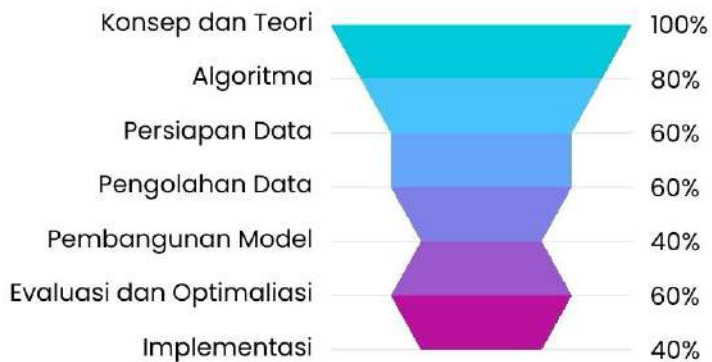 Konsep dan Teori 100%
Algoritma 80%
Persiapan Data 60%
Pengolahan Data 60%
Pembangunan Model 40%
Evaluasi dan Optimaliasi 60%
Implementasi 40%